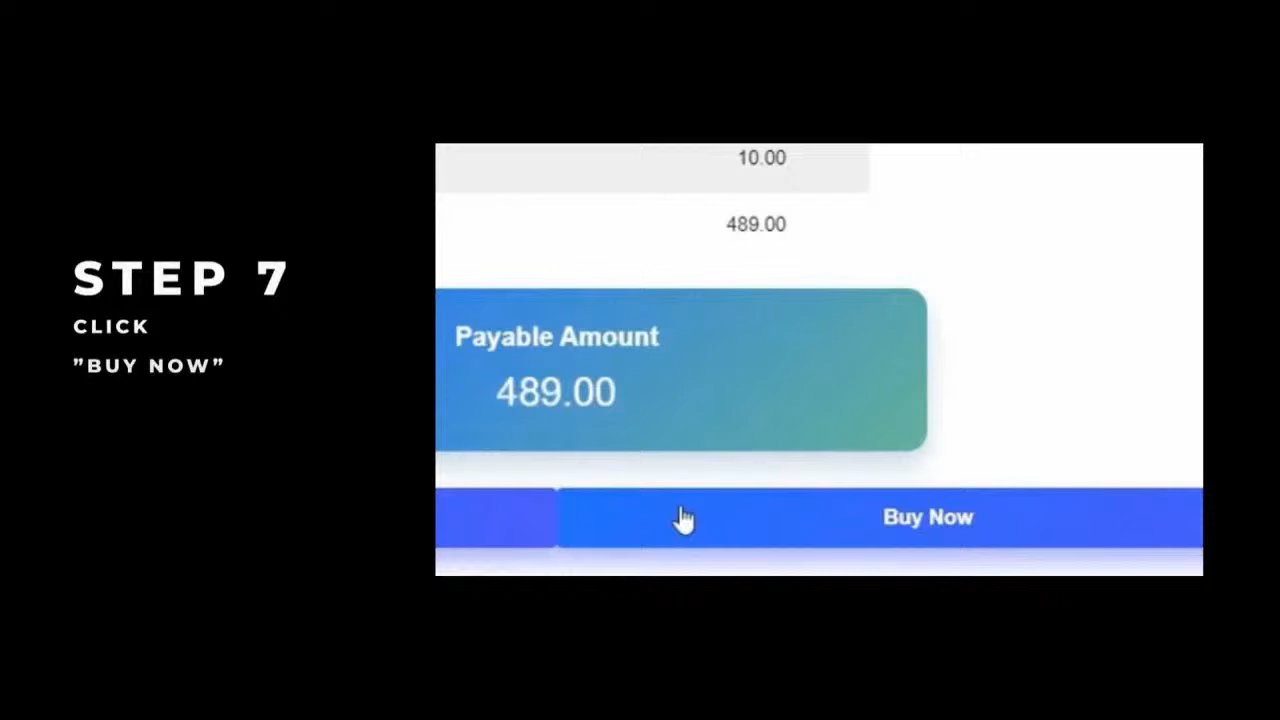 STEP 7
CLICK
”BUY NOW”
10.00
489.00
Payable Amount
489.00
Buy Now